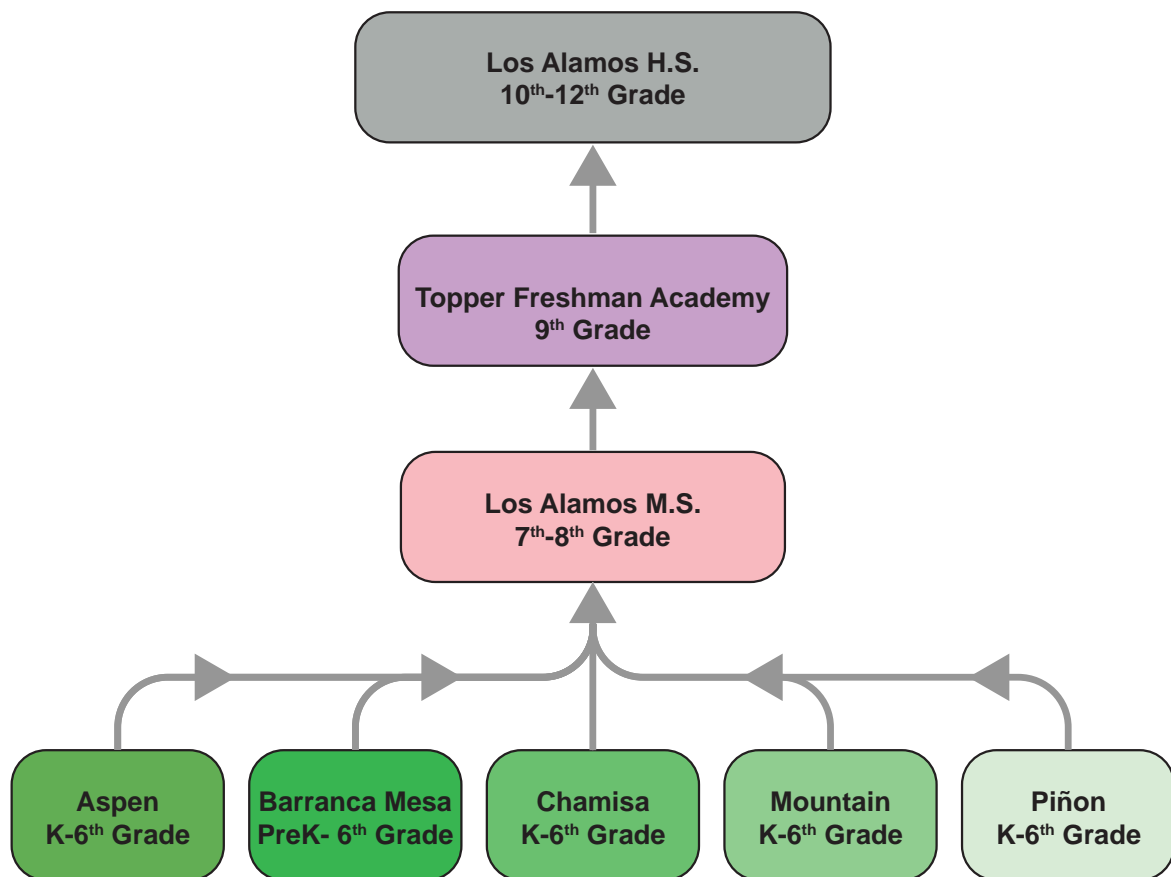 Los Alamos H.S.
10th-12th Grade
Topper Freshman Academy
9th Grade
Los Alamos M.S.
7th-8th Grade
Aspen
K-6th Grade
Barranca Mesa
PreK- 6th Grade
Chamisa
K-6th Grade
Mountain
K-6th Grade
Piñon
K-6th Grade